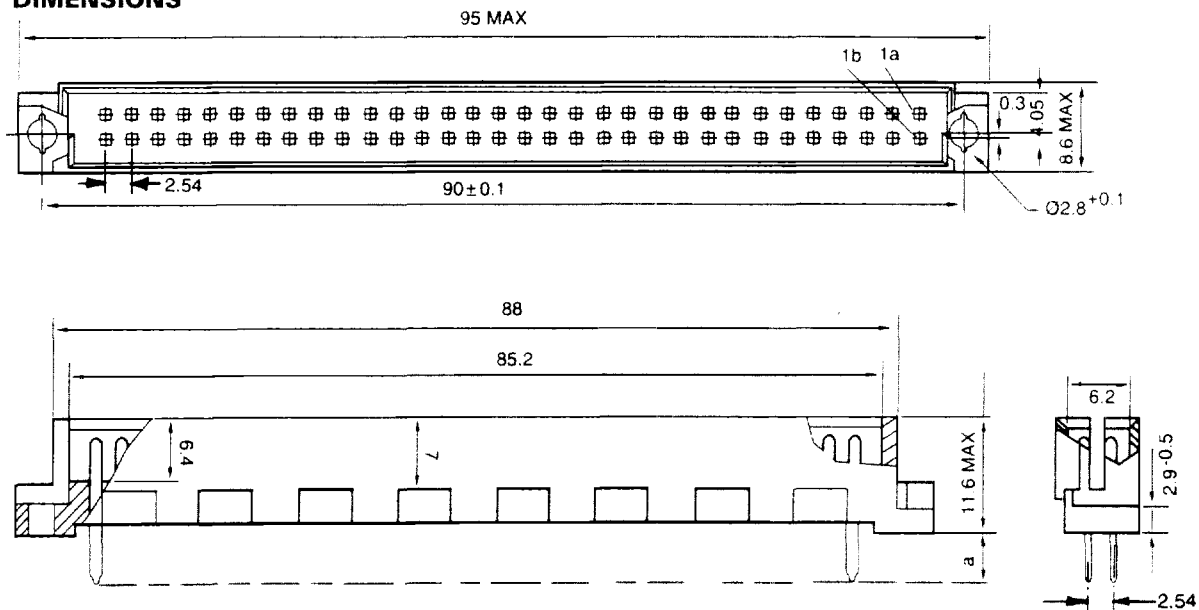 DIMENSIONS
95 MAX
1b
1a
0.3
4.05
8.6 MAX
2.54
90±0.1
Ø2.8+0.1
88
85.2
6.4
7
11.6 MAX
a
6.2
2.9-0.5
2.54